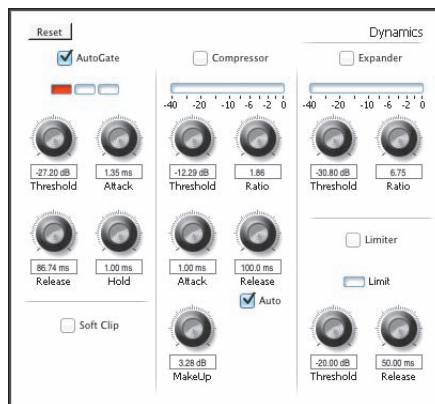 Reset
Dynamics
AutoGate
Compressor
Expander
-40 -20 -10 -6 -2 0
-40 -20 -10 -6 -2 0
-27.20 dB
1.35 ms
-12.29 dB
1.86
-30.80 dB
6.75
Threshold
Attack
Threshold
Ratio
Threshold
Ratio
Limiter
86.74 ms
1.00 ms
1.00 ms
100.0 ms
Limit
Release
Hold
Attack
Release
Auto
Soft Clip
3.28 dB
-20.00 dB
50.00 ms
MakeUp
Threshold
Release